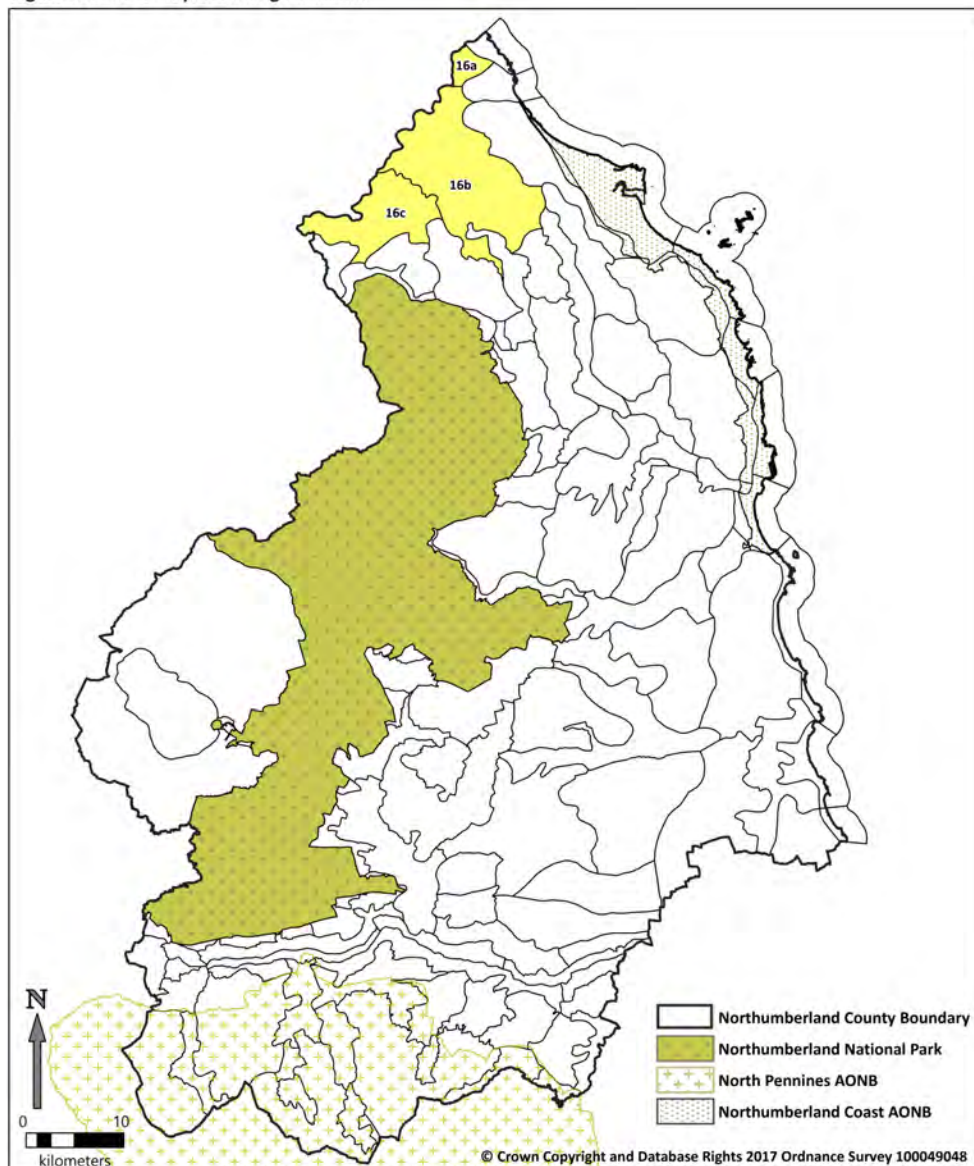 16a
16b
16c
N
0 10
kilometers
Northumberland County Boundary
Northumberland National Park
North Pennines AONB
Northumberland Coast AONB
© Crown Copyright and Database Rights 2017 Ordnance Survey 100049048